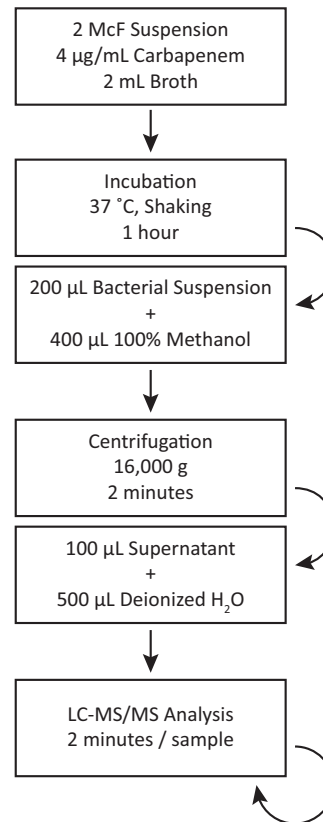 2 McF Suspension
4 µg/mL Carbapenem
2 mL Broth
Incubation
37 ˚C, Shaking
1 hour
200 µL Bacterial Suspension
+
400 µL 100% Methanol
Centrifugation
16,000 g
2 minutes
100 µL Supernatant
+
500 µL Deionized H₂O
LC-MS/MS Analysis
2 minutes / sample